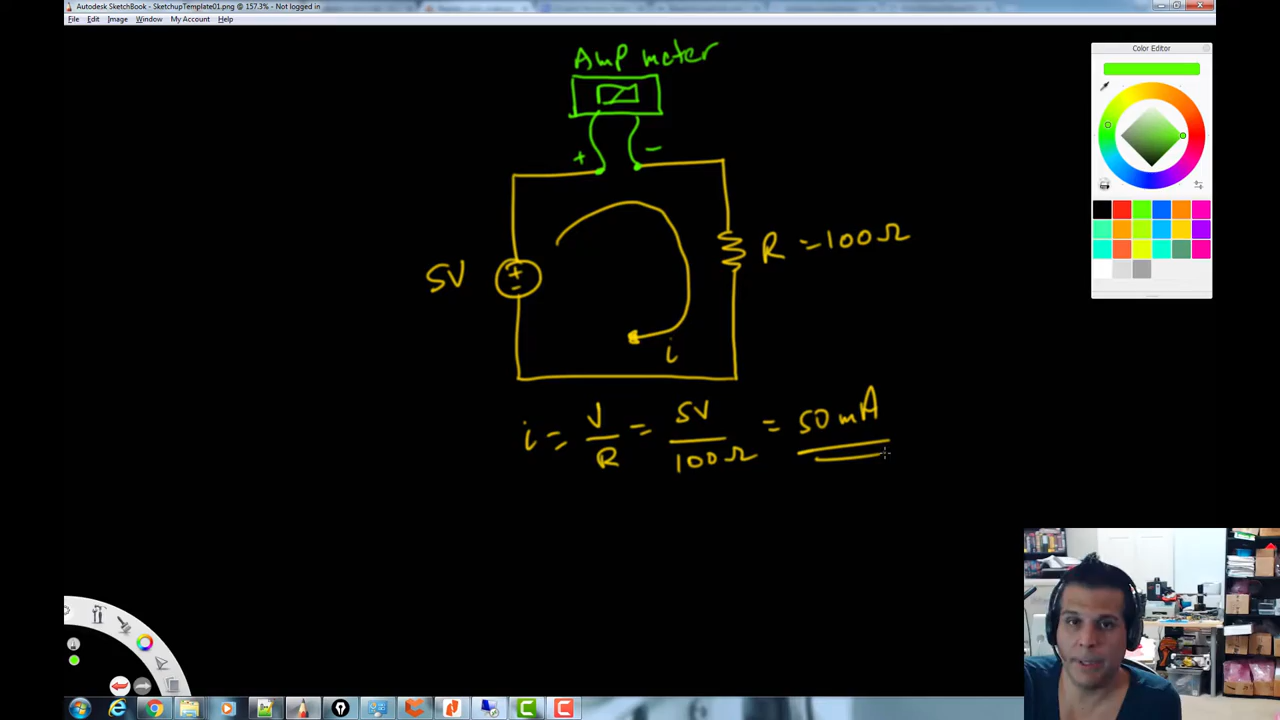 Autodesk SketchBook - SketchupTemplate01.png @ 157.3% - Not logged in
File Edit Image Window My Account Help
Color Editor
Amp meter
+ -
R = 100Ω
5V
+
-
i
i = V/R = 5V/100Ω = 50mA